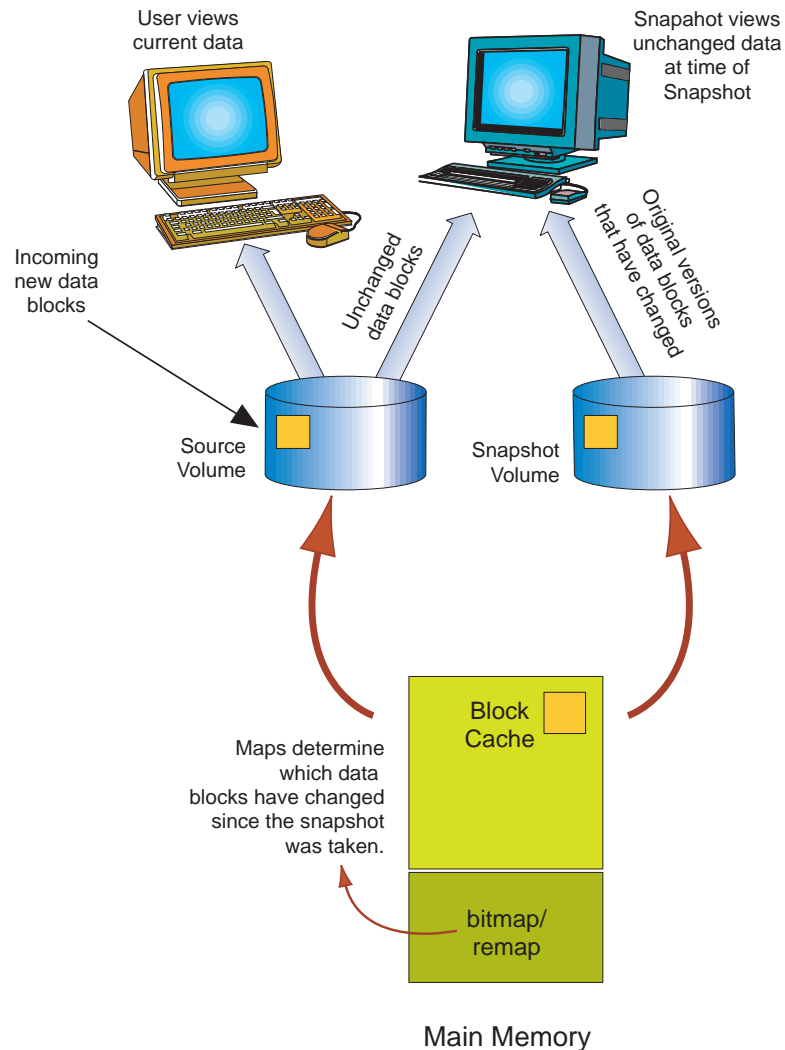 User views
current data
Snapahot views
unchanged data
at time of
Snapshot
Incoming
new data
blocks
Unchanged
data blocks
Original versions
of data blocks
that have changed
Source
Volume
Snapshot
Volume
Block
Cache
Maps determine
which data
blocks have changed
since the snapshot
was taken.
bitmap/
remap
Main Memory